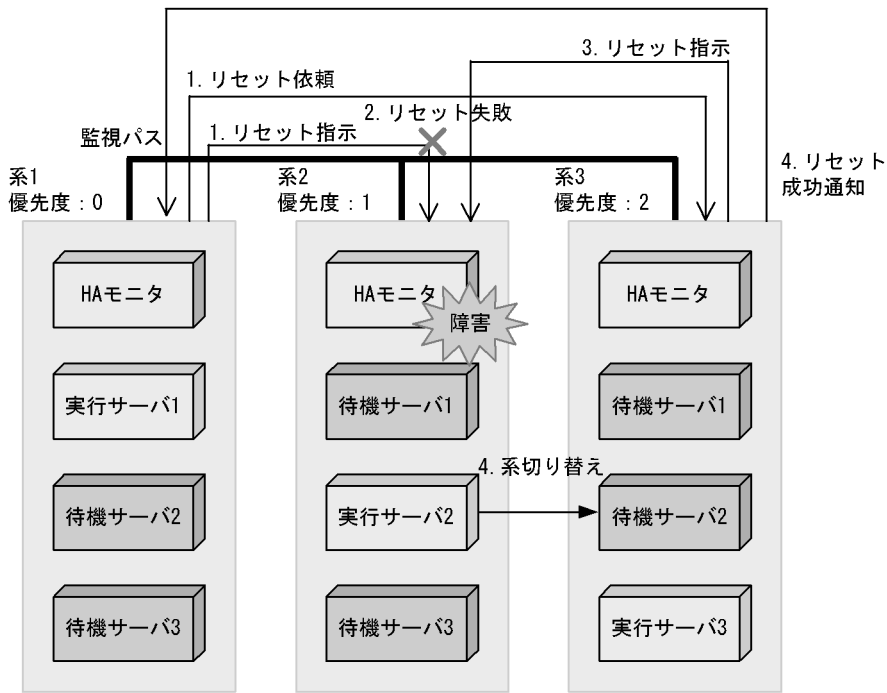 3.リセット指示
1.リセット依頼
2.リセット失敗
1.リセット指示
監視パス
4.リセット
成功通知
系1
優先度：0
系2
優先度：1
系3
優先度：2
HAモニタ
HAモニタ
HAモニタ
障害
実行サーバ1
待機サーバ1
待機サーバ1
4.系切り替え
待機サーバ2
実行サーバ2
待機サーバ2
待機サーバ3
待機サーバ3
実行サーバ3